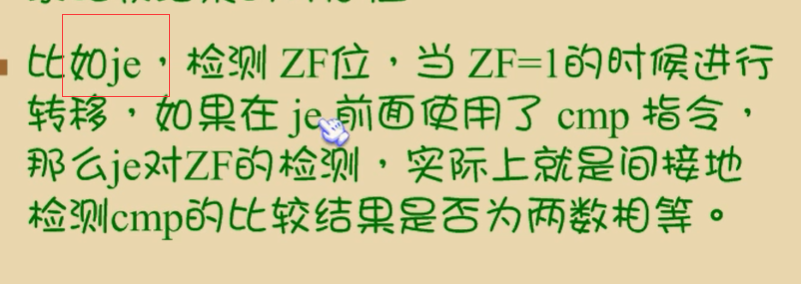 比如je，检测 ZF位，当 ZF=1的时候进行
转移，如果在 je 前面使用了 cmp 指令，
那么je对ZF的检测，实际上就是间接地
检测cmp的比较结果是否为两数相等。